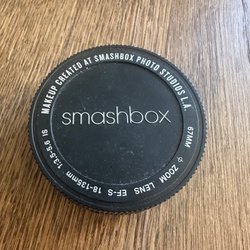 MAKEUP CREATED AT SMASHBOX PHOTO STUDIOS L.A.
67MM ⌀ ZOOM LENS EF-S 18-135mm 1:3.5-5.6 IS
smashbox